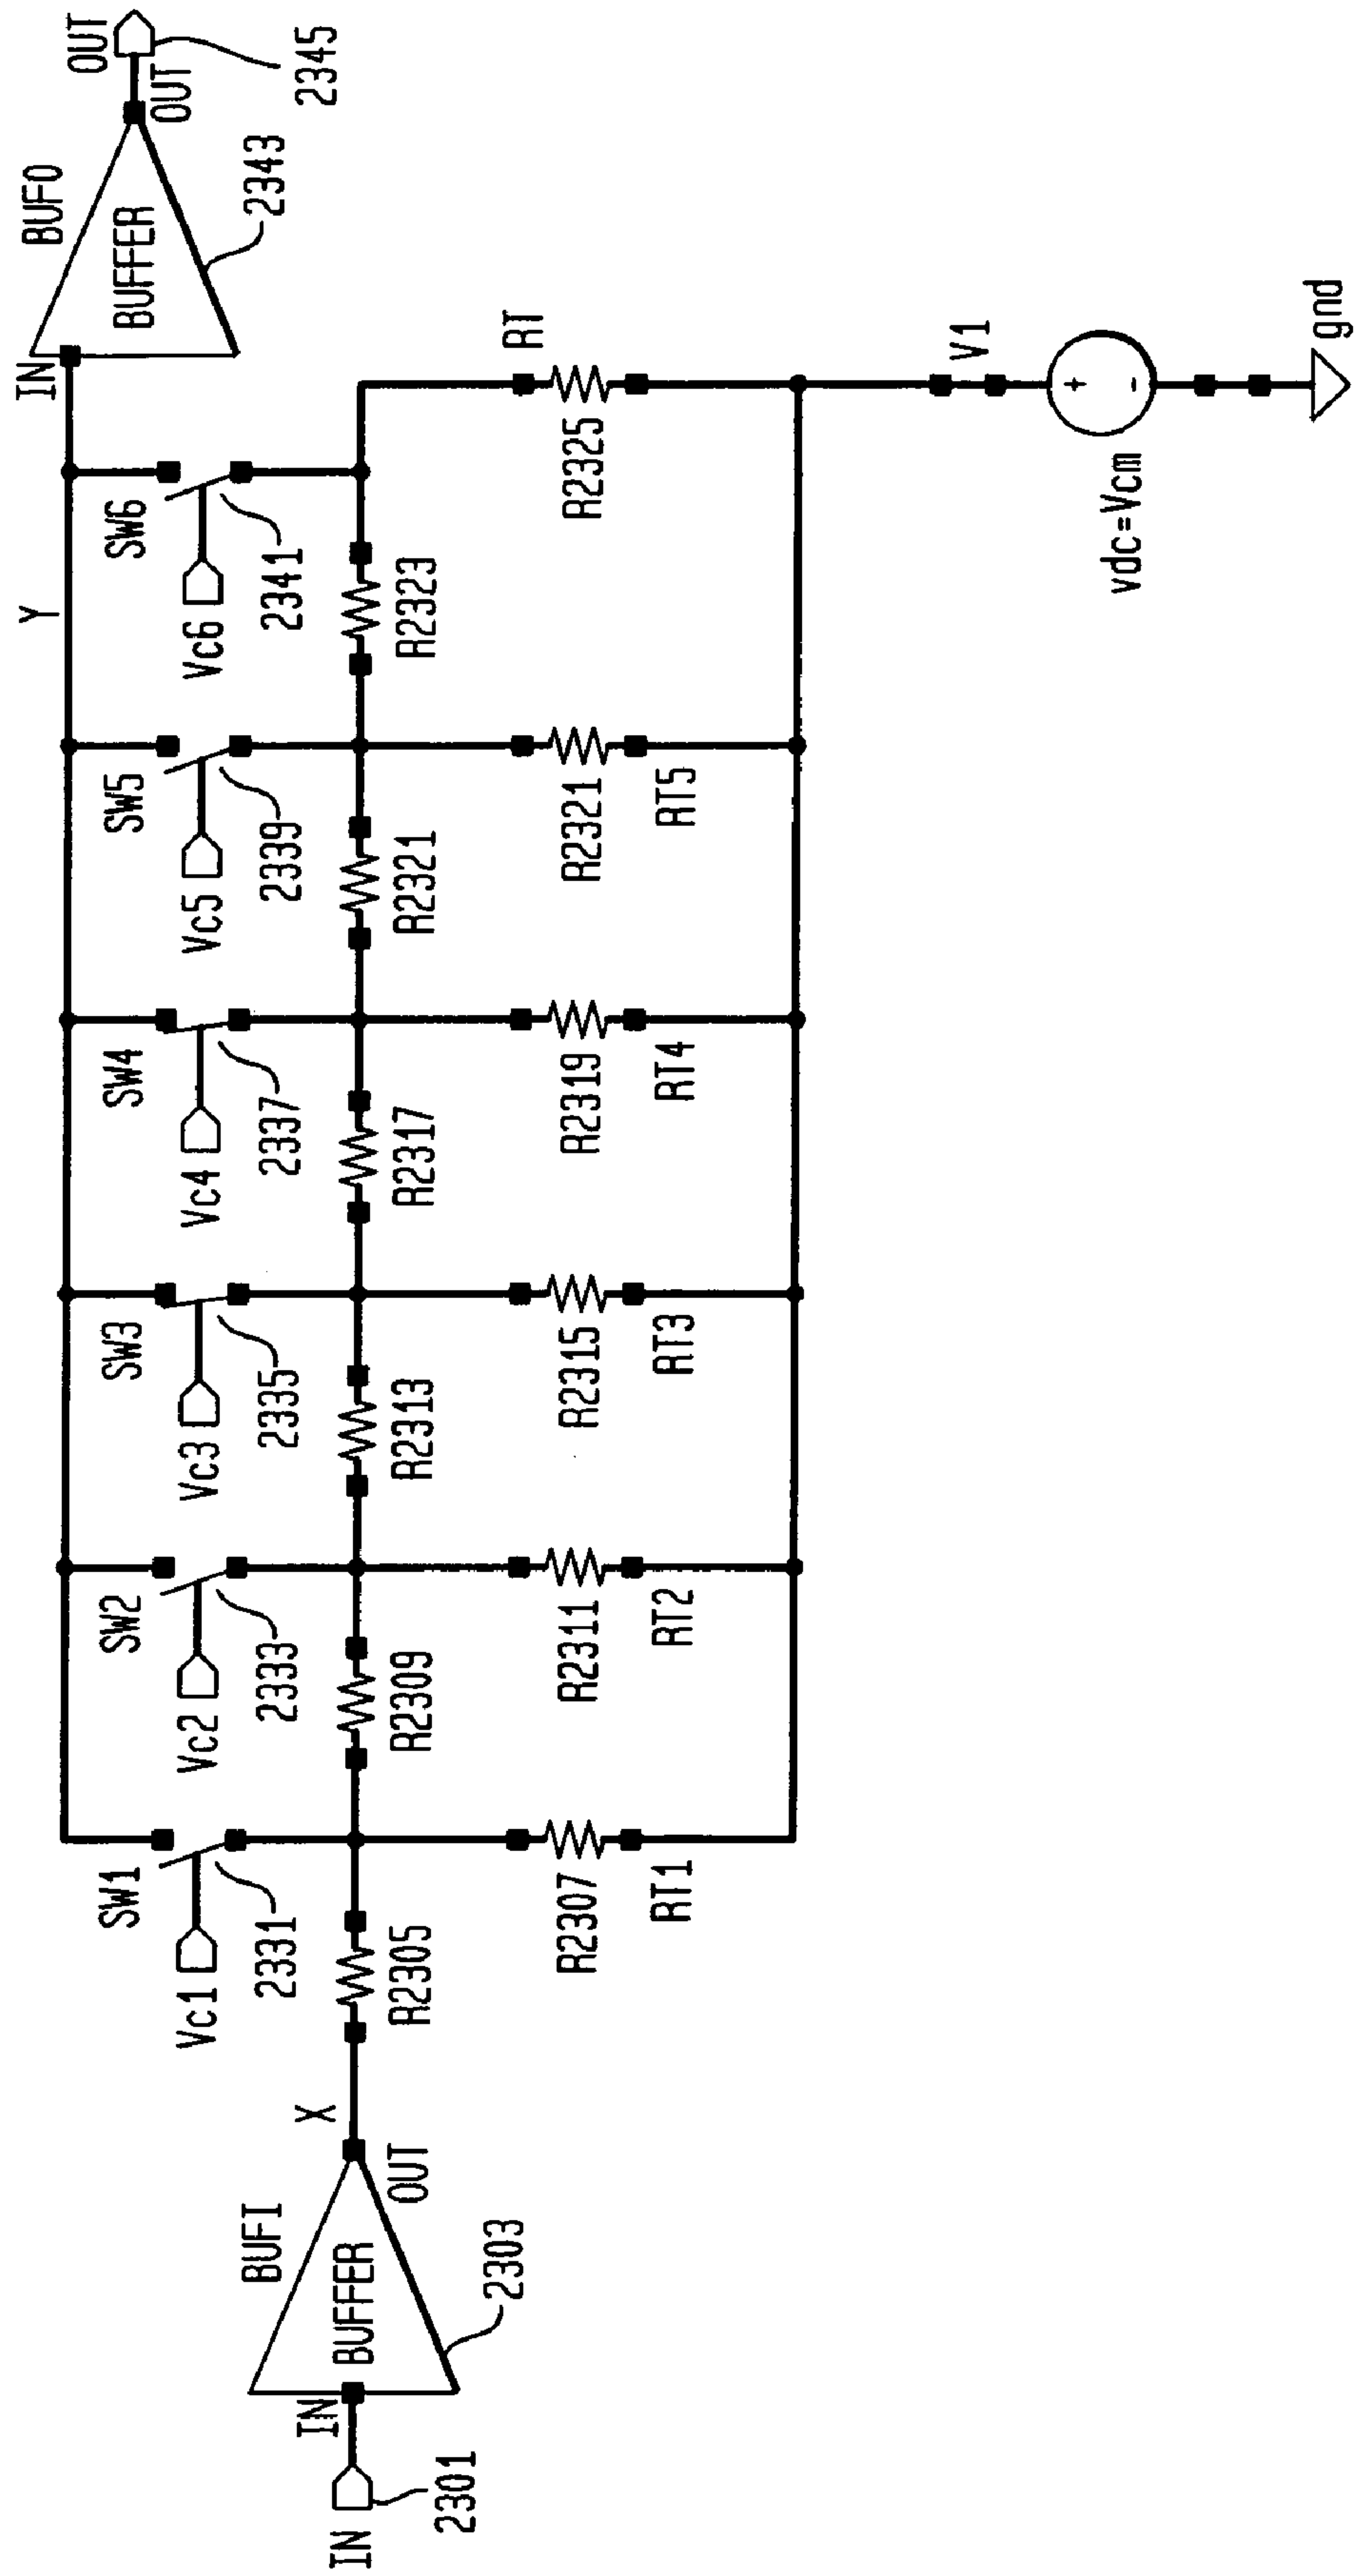 OUT
OUT
2345
BUFO
BUFFER
2343
IN
Y
SW1
SW2
SW3
SW4
SW5
SW6
Vc1
Vc2
Vc3
Vc4
Vc5
Vc6
2331
2333
2335
2337
2339
2341
IN
2301
IN
BUFI
BUFFER
2303
OUT
X
R2305
R2309
R2313
R2317
R2321
R2323
R2307
R2311
R2315
R2319
R2321
R2325
RT1
RT2
RT3
RT4
RT5
RT
V1
+
-
vdc=Vcm
gnd